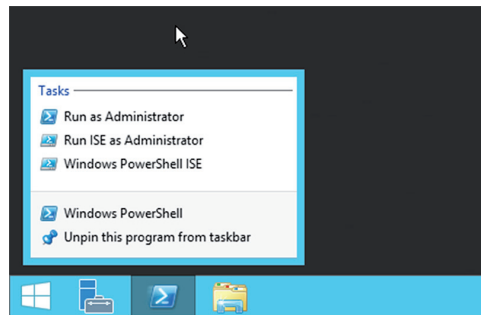 Tasks
Run as Administrator
Run ISE as Administrator
Windows PowerShell ISE
Windows PowerShell
Unpin this program from taskbar